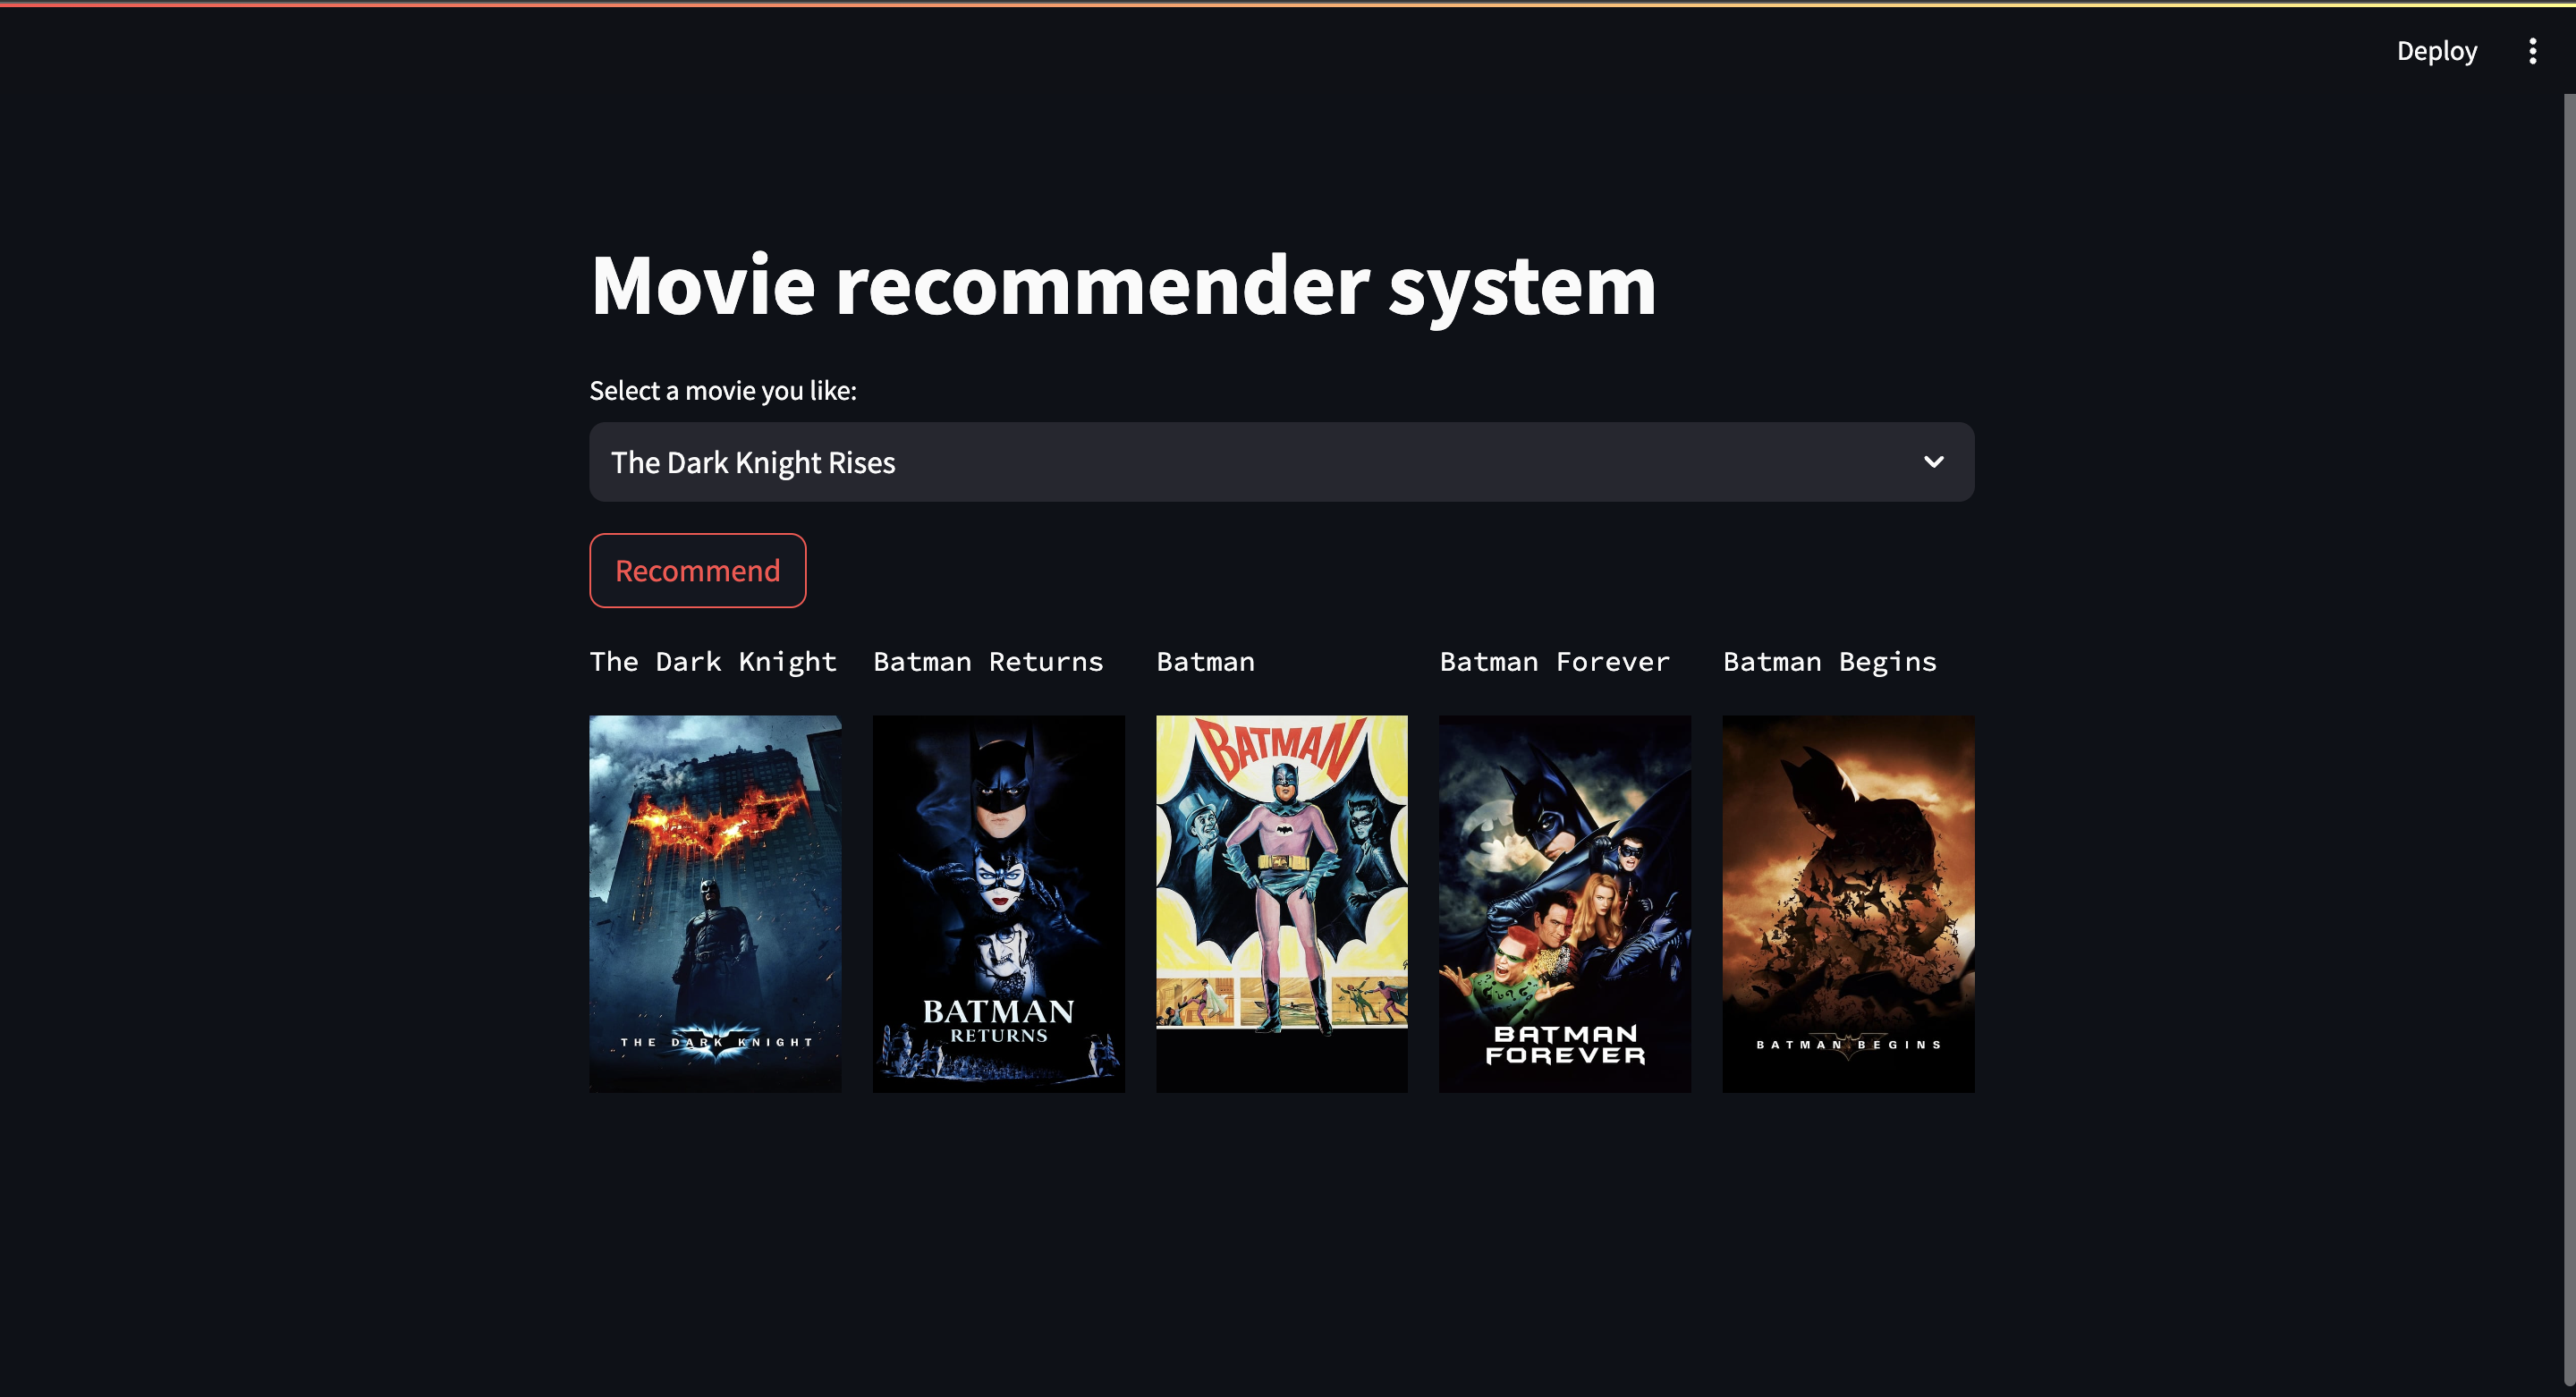 Deploy
Movie recommender system
Select a movie you like:
The Dark Knight Rises
Recommend
The Dark Knight
Batman Returns
Batman
Batman Forever
Batman Begins
THE DARK KNIGHT
BATMAN
RETURNS
BATMAN
BATMAN
FOREVER
BATMAN BEGINS